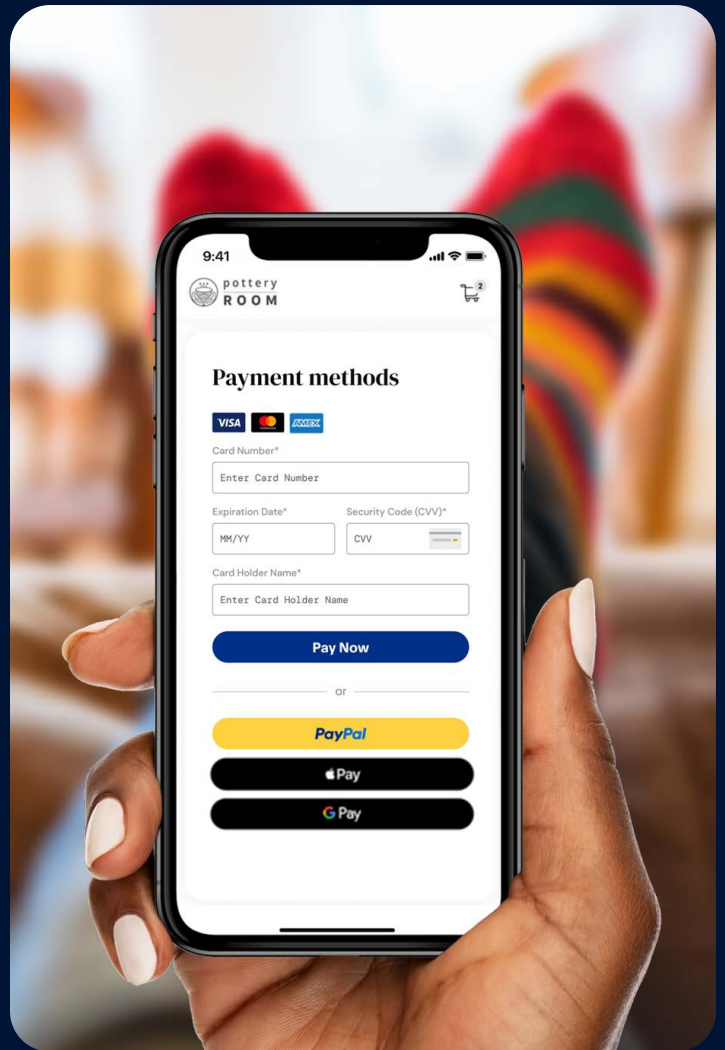 9:41
pottery
ROOM
2
Payment methods
VISA
AMEX
Card Number*
Enter Card Number
Expiration Date*
Security Code (CVV)*
MM/YY
CVV
Card Holder Name*
Enter Card Holder Name
Pay Now
or
PayPal
Pay
G Pay